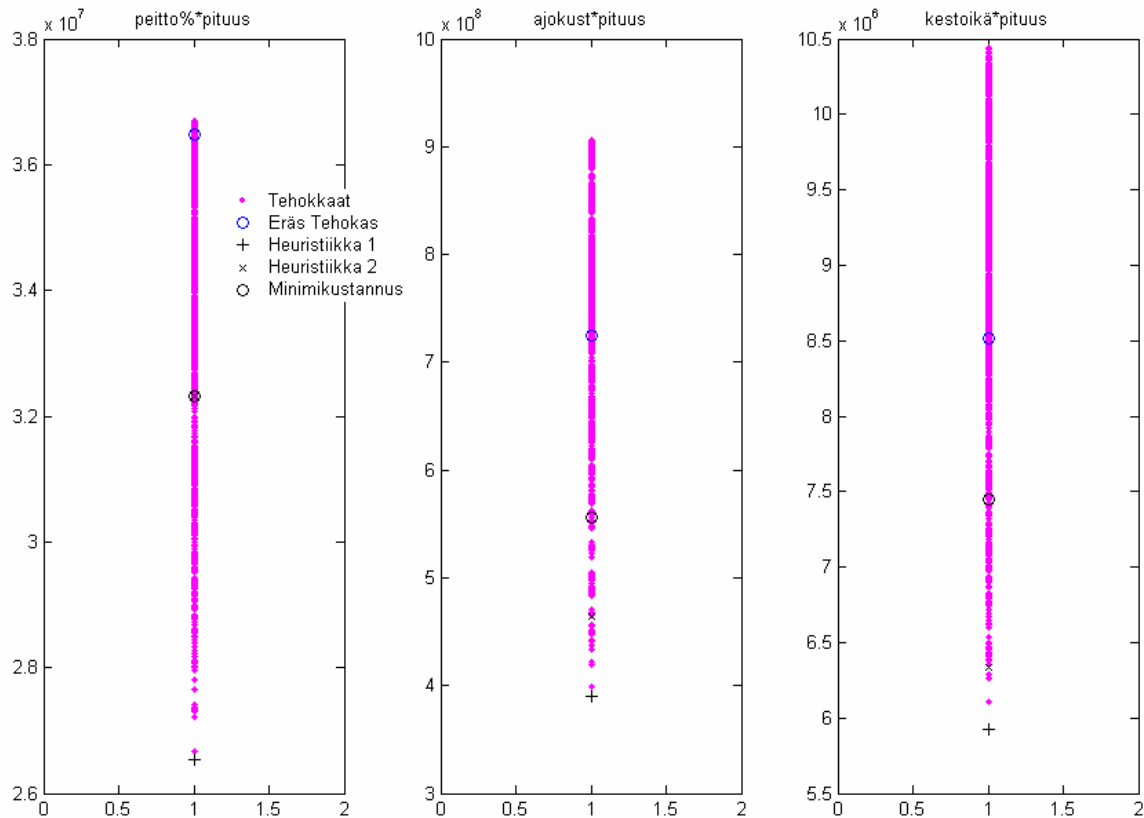 x 10^7
peitto%*pituus
3.8
3.6
3.4
3.2
3
2.8
2.6
0 0.5 1 1.5 2
Tehokkaat
Eräs Tehokas
Heuristiikka 1
Heuristiikka 2
Minimikustannus
x 10^8
ajokust*pituus
10
9
8
7
6
5
4
3
0 0.5 1 1.5 2
x 10^6
kestoikä*pituus
10.5
10
9.5
9
8.5
8
7.5
7
6.5
6
5.5
0 0.5 1 1.5 2